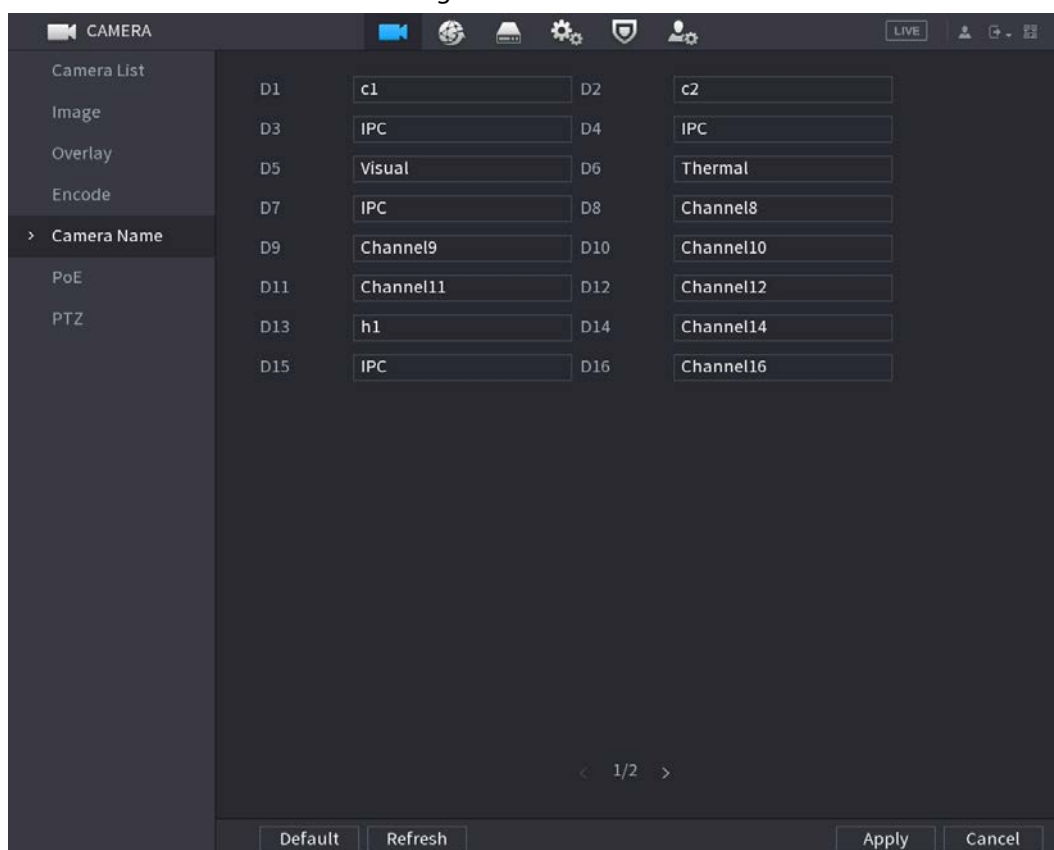 CAMERA LIVE
Camera List
Image
Overlay
Encode
Camera Name
PoE
PTZ
D1 c1 D2 c2
D3 IPC D4 IPC
D5 Visual D6 Thermal
D7 IPC D8 Channel8
D9 Channel9 D10 Channel10
D11 Channel11 D12 Channel12
D13 h1 D14 Channel14
D15 IPC D16 Channel16
1/2
Default Refresh Apply Cancel